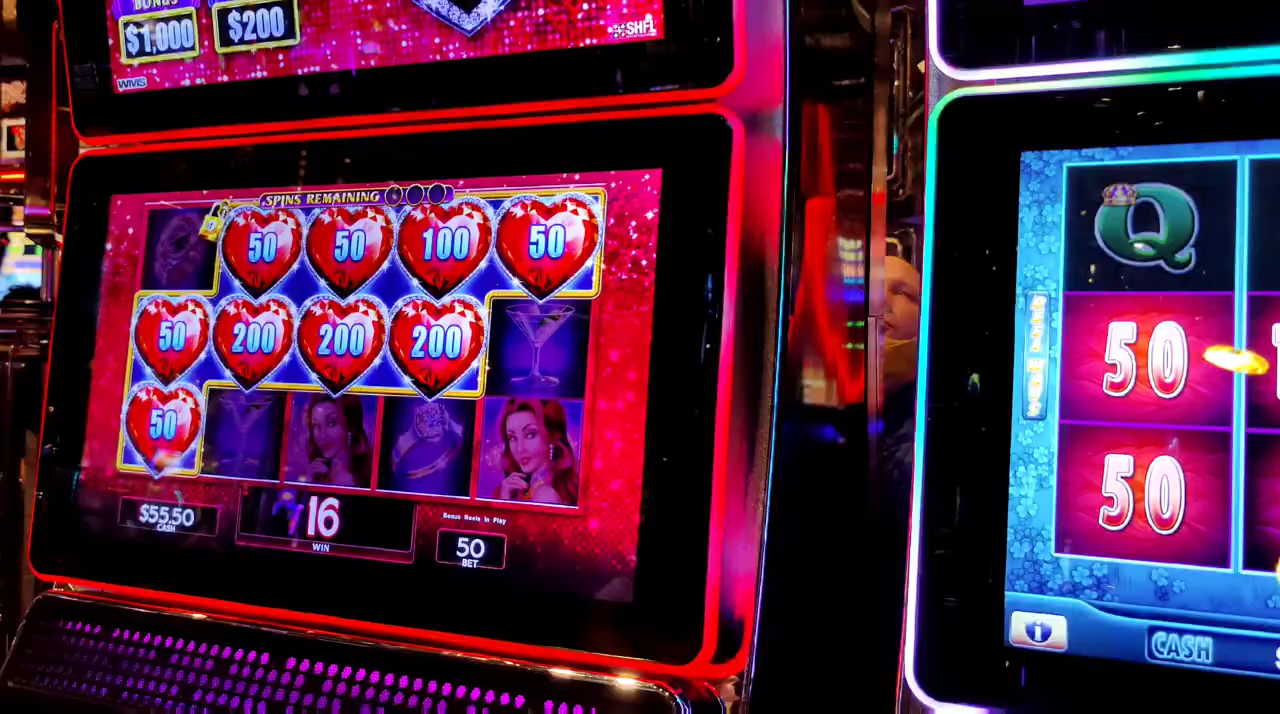 BONUS
$1,000
$200
SHFL
WMS
SPINS REMAINING
50
50
100
50
50
200
200
200
50
$55.50
CASH
16
WIN
Bonus Reels In Play
50
BET
Q
50
50
i
CASH